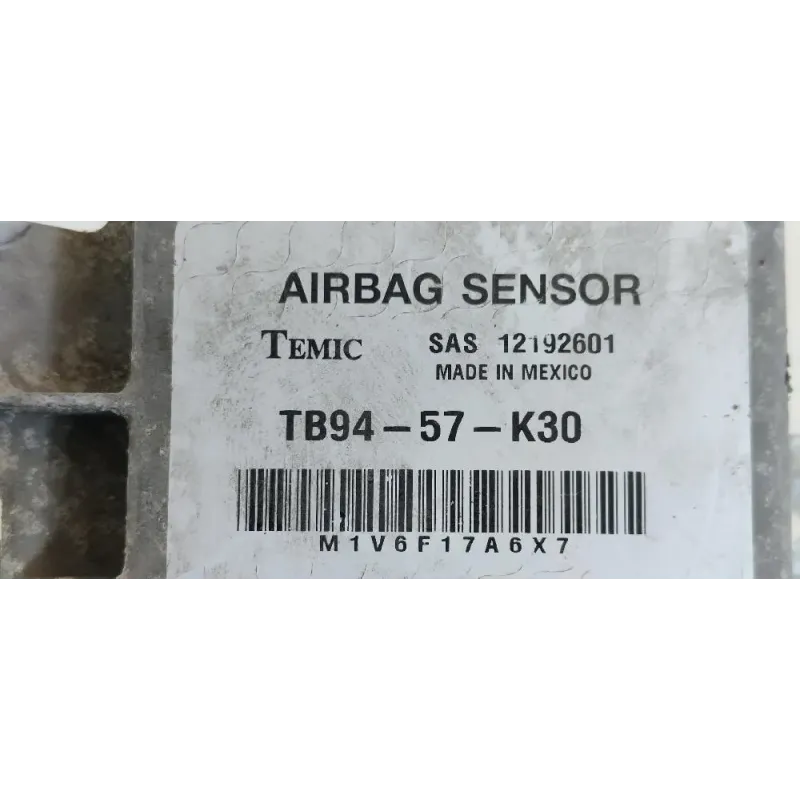 AIRBAG SENSOR
TEMIC SAS 12192601
MADE IN MEXICO
TB94-57-K30
M1V6F17A6X7